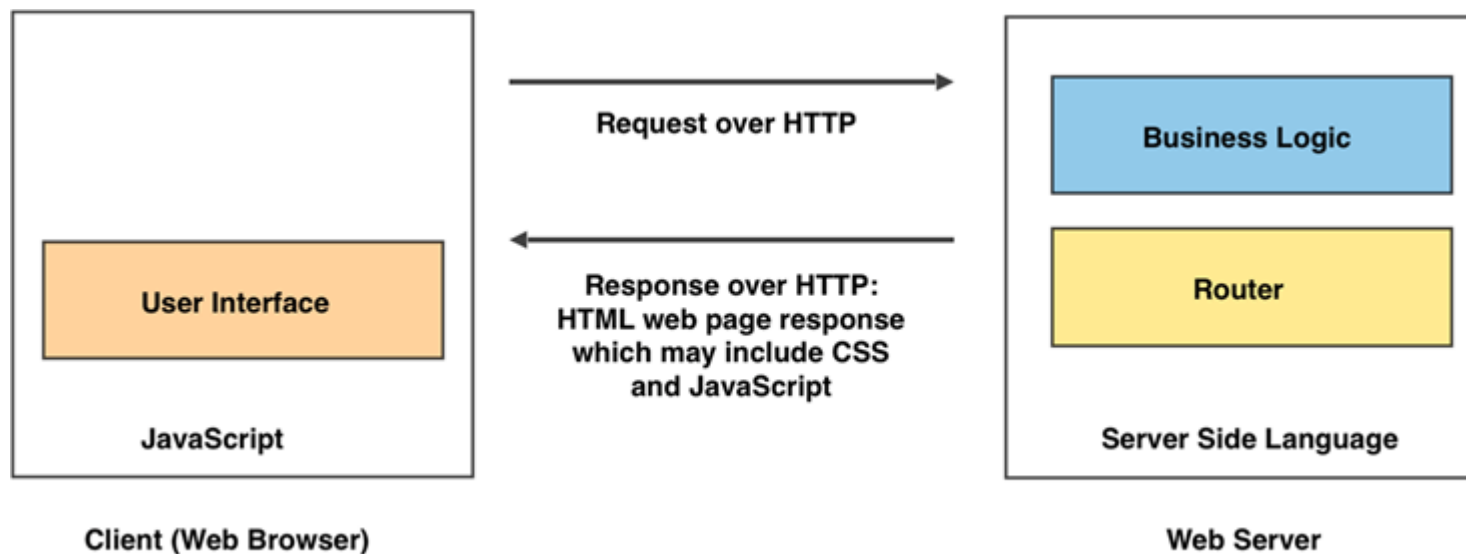 Request over HTTP
Business Logic
User Interface
Response over HTTP:
HTML web page response
which may include CSS
and JavaScript
Router
JavaScript
Server Side Language
Client (Web Browser)
Web Server